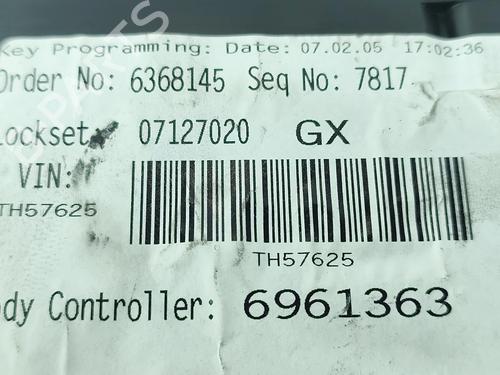 Key Programming: Date: 07.02.05 17:02:36
Order No: 6368145 Seq No: 7817
Lockset: 07127020 GX
VIN:
TH57625
TH57625
ody Controller: 6961363